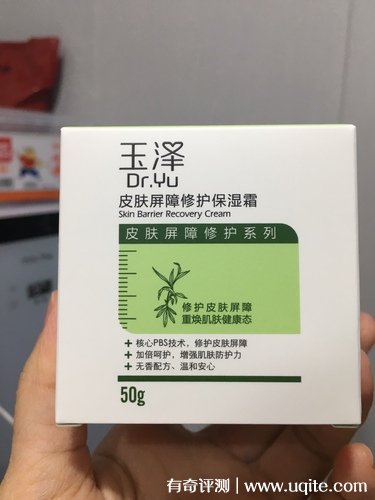 玉泽
Dr.Yu
皮肤屏障修护保湿霜
Skin Barrier Recovery Cream
皮肤屏障修护系列
修护皮肤屏障
重焕肌肤健康态
+ 核心PBS技术，修护皮肤屏障
+ 加倍呵护，增强肌肤防护力
+ 无香配方、温和安心
50g
有奇评测 | www.uqite.com